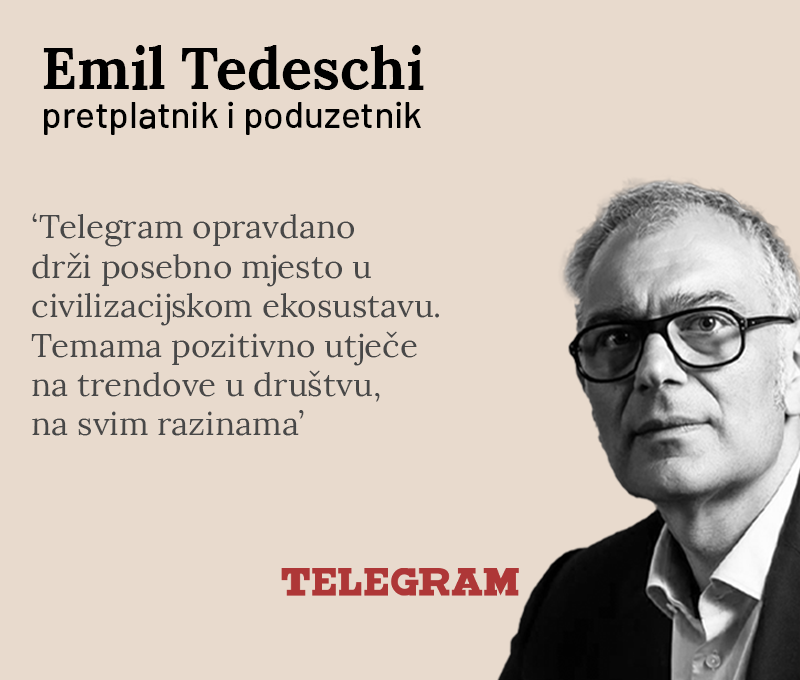 Emil Tedeschi
pretplatnik i poduzetnik
‘Telegram opravdano
drži posebno mjesto u
civilizacijskom ekosustavu.
Temama pozitivno utječe
na trendove u društvu,
na svim razinama’
TELEGRAM